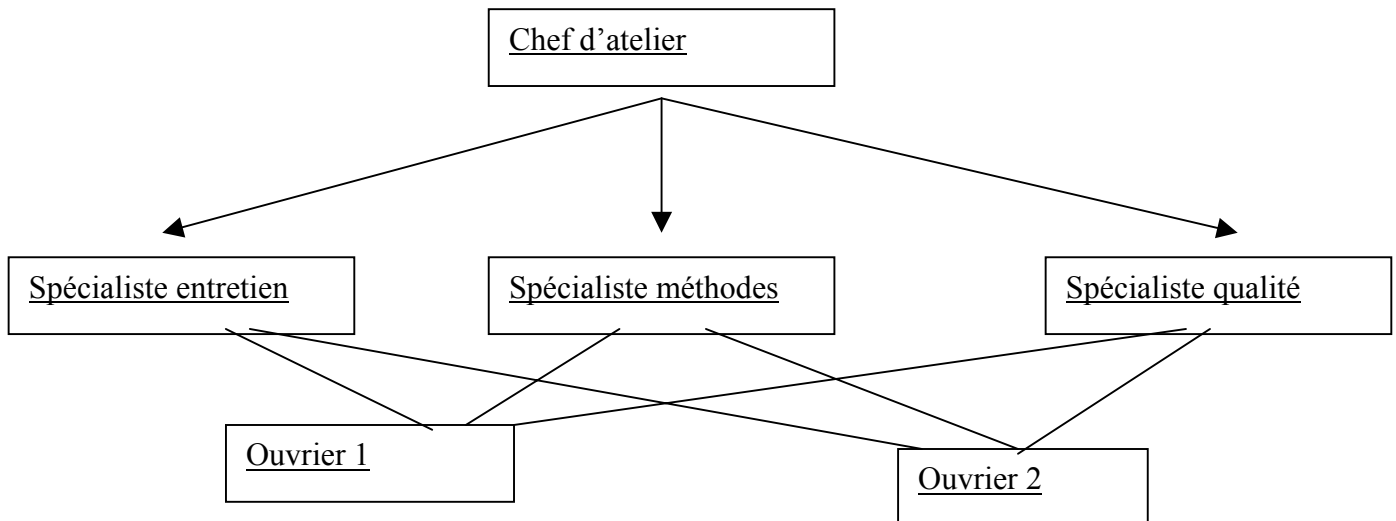 Chef d’atelier
Spécialiste entretien
Spécialiste méthodes
Spécialiste qualité
Ouvrier 1
Ouvrier 2